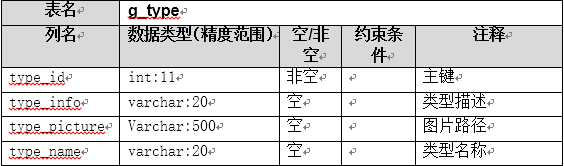 表名 g_type
列名 数据类型(精度范围) 空/非空 约束条件 注释
type_id int:11 非空 主键
type_info varchar:20 空 类型描述
type_picture Varchar:500 空 图片路径
type_name varchar:20 空 类型名称